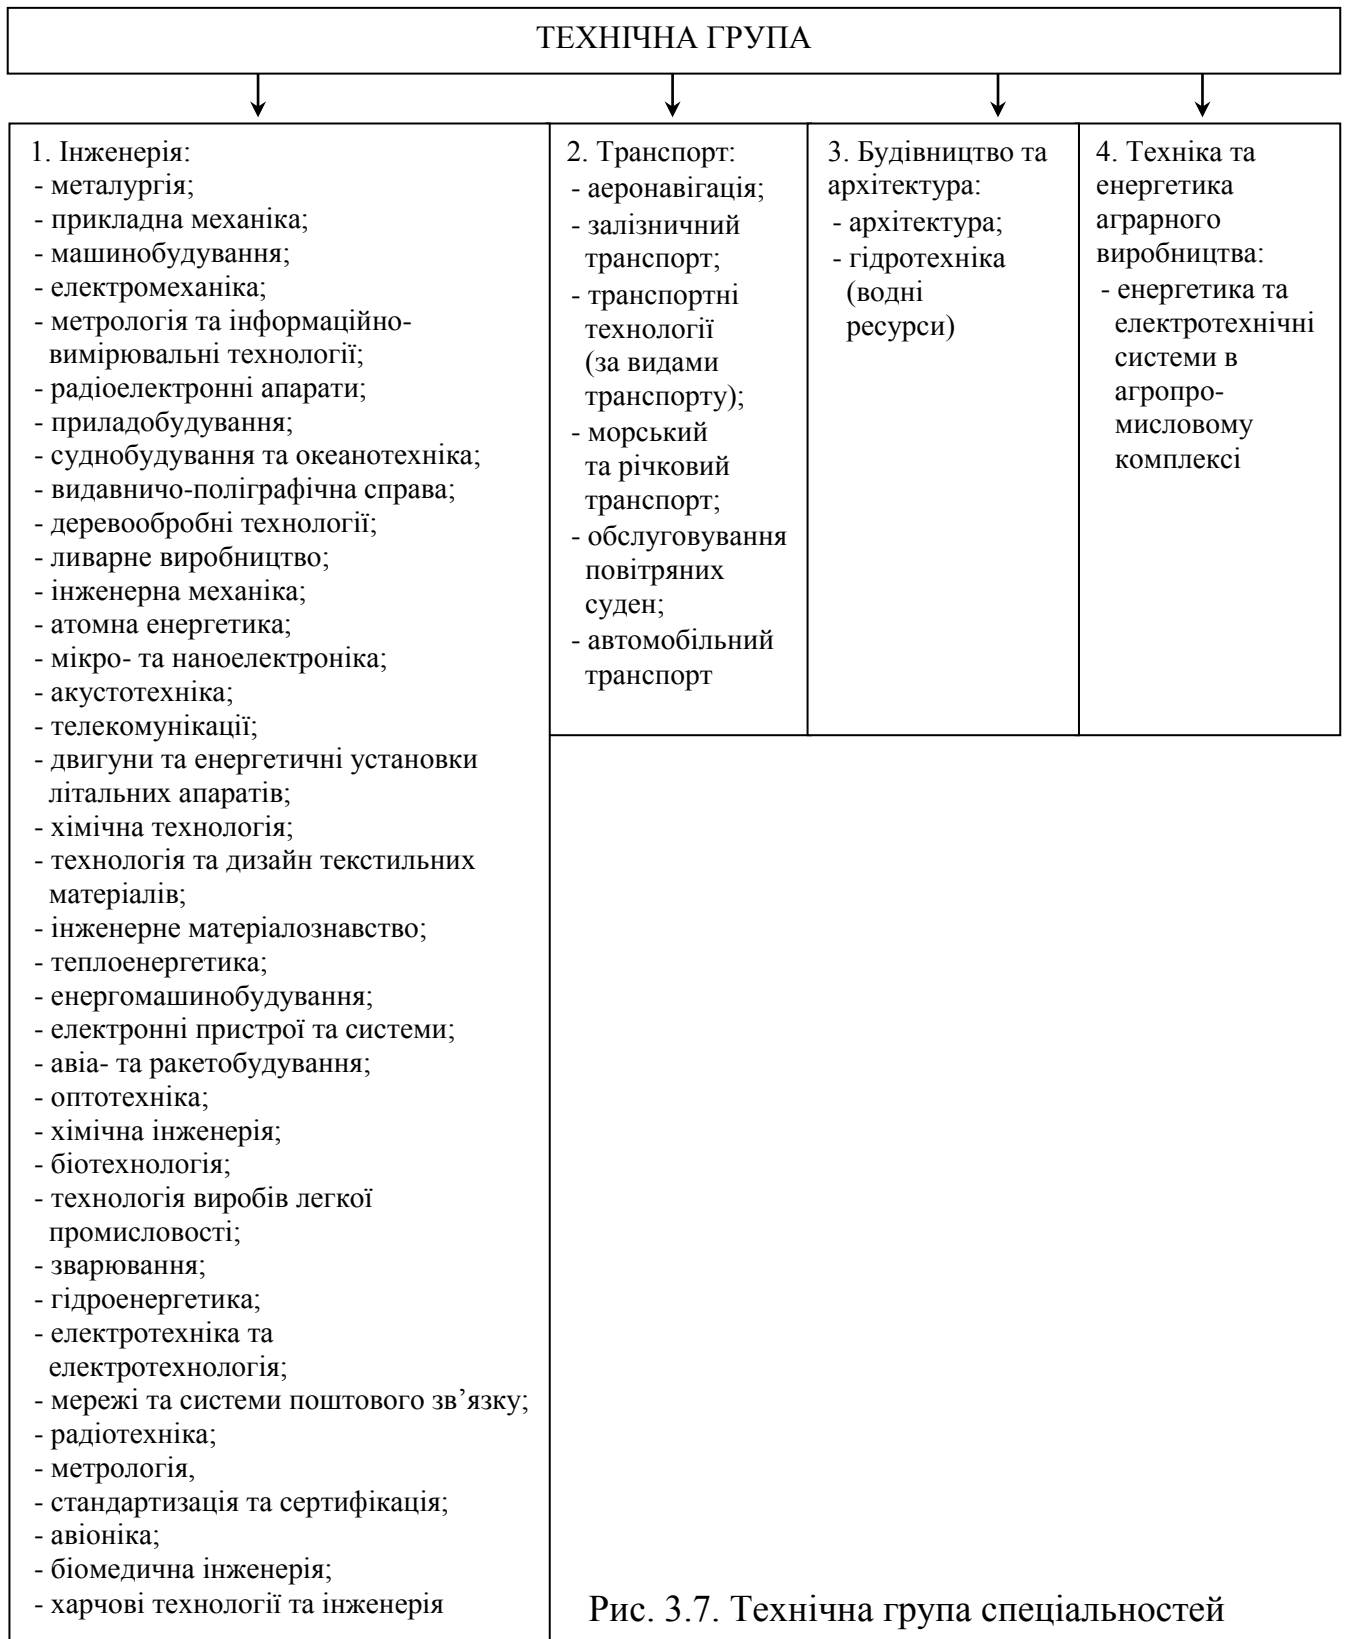 ТЕХНІЧНА ГРУПА
1. Інженерія:
- металургія;
- прикладна механіка;
- машинобудування;
- електромеханіка;
- метрологія та інформаційно-
вимірювальні технології;
- радіоелектронні апарати;
- приладобудування;
- суднобудування та океанотехніка;
- видавничо-поліграфічна справа;
- деревообробні технології;
- ливарне виробництво;
- інженерна механіка;
- атомна енергетика;
- мікро- та наноелектроніка;
- акустотехніка;
- телекомунікації;
- двигуни та енергетичні установки
літальних апаратів;
- хімічна технологія;
- технологія та дизайн текстильних
матеріалів;
- інженерне матеріалознавство;
- теплоенергетика;
- енергомашинобудування;
- електронні пристрої та системи;
- авіа- та ракетобудування;
- оптотехніка;
- хімічна інженерія;
- біотехнологія;
- технологія виробів легкої
промисловості;
- зварювання;
- гідроенергетика;
- електротехніка та
електротехнологія;
- мережі та системи поштового зв’язку;
- радіотехніка;
- метрологія,
- стандартизація та сертифікація;
- авіоніка;
- біомедична інженерія;
- харчові технології та інженерія
2. Транспорт:
- аеронавігація;
- залізничний
транспорт;
- транспортні
технології
(за видами
транспорту);
- морський
та річковий
транспорт;
- обслуговування
повітряних
суден;
- автомобільний
транспорт
3. Будівництво та
архітектура:
- архітектура;
- гідротехніка
(водні
ресурси)
4. Техніка та
енергетика
аграрного
виробництва:
- енергетика та
електротехнічні
системи в
агропро-
мисловому
комплексі
Рис. 3.7. Технічна група спеціальностей